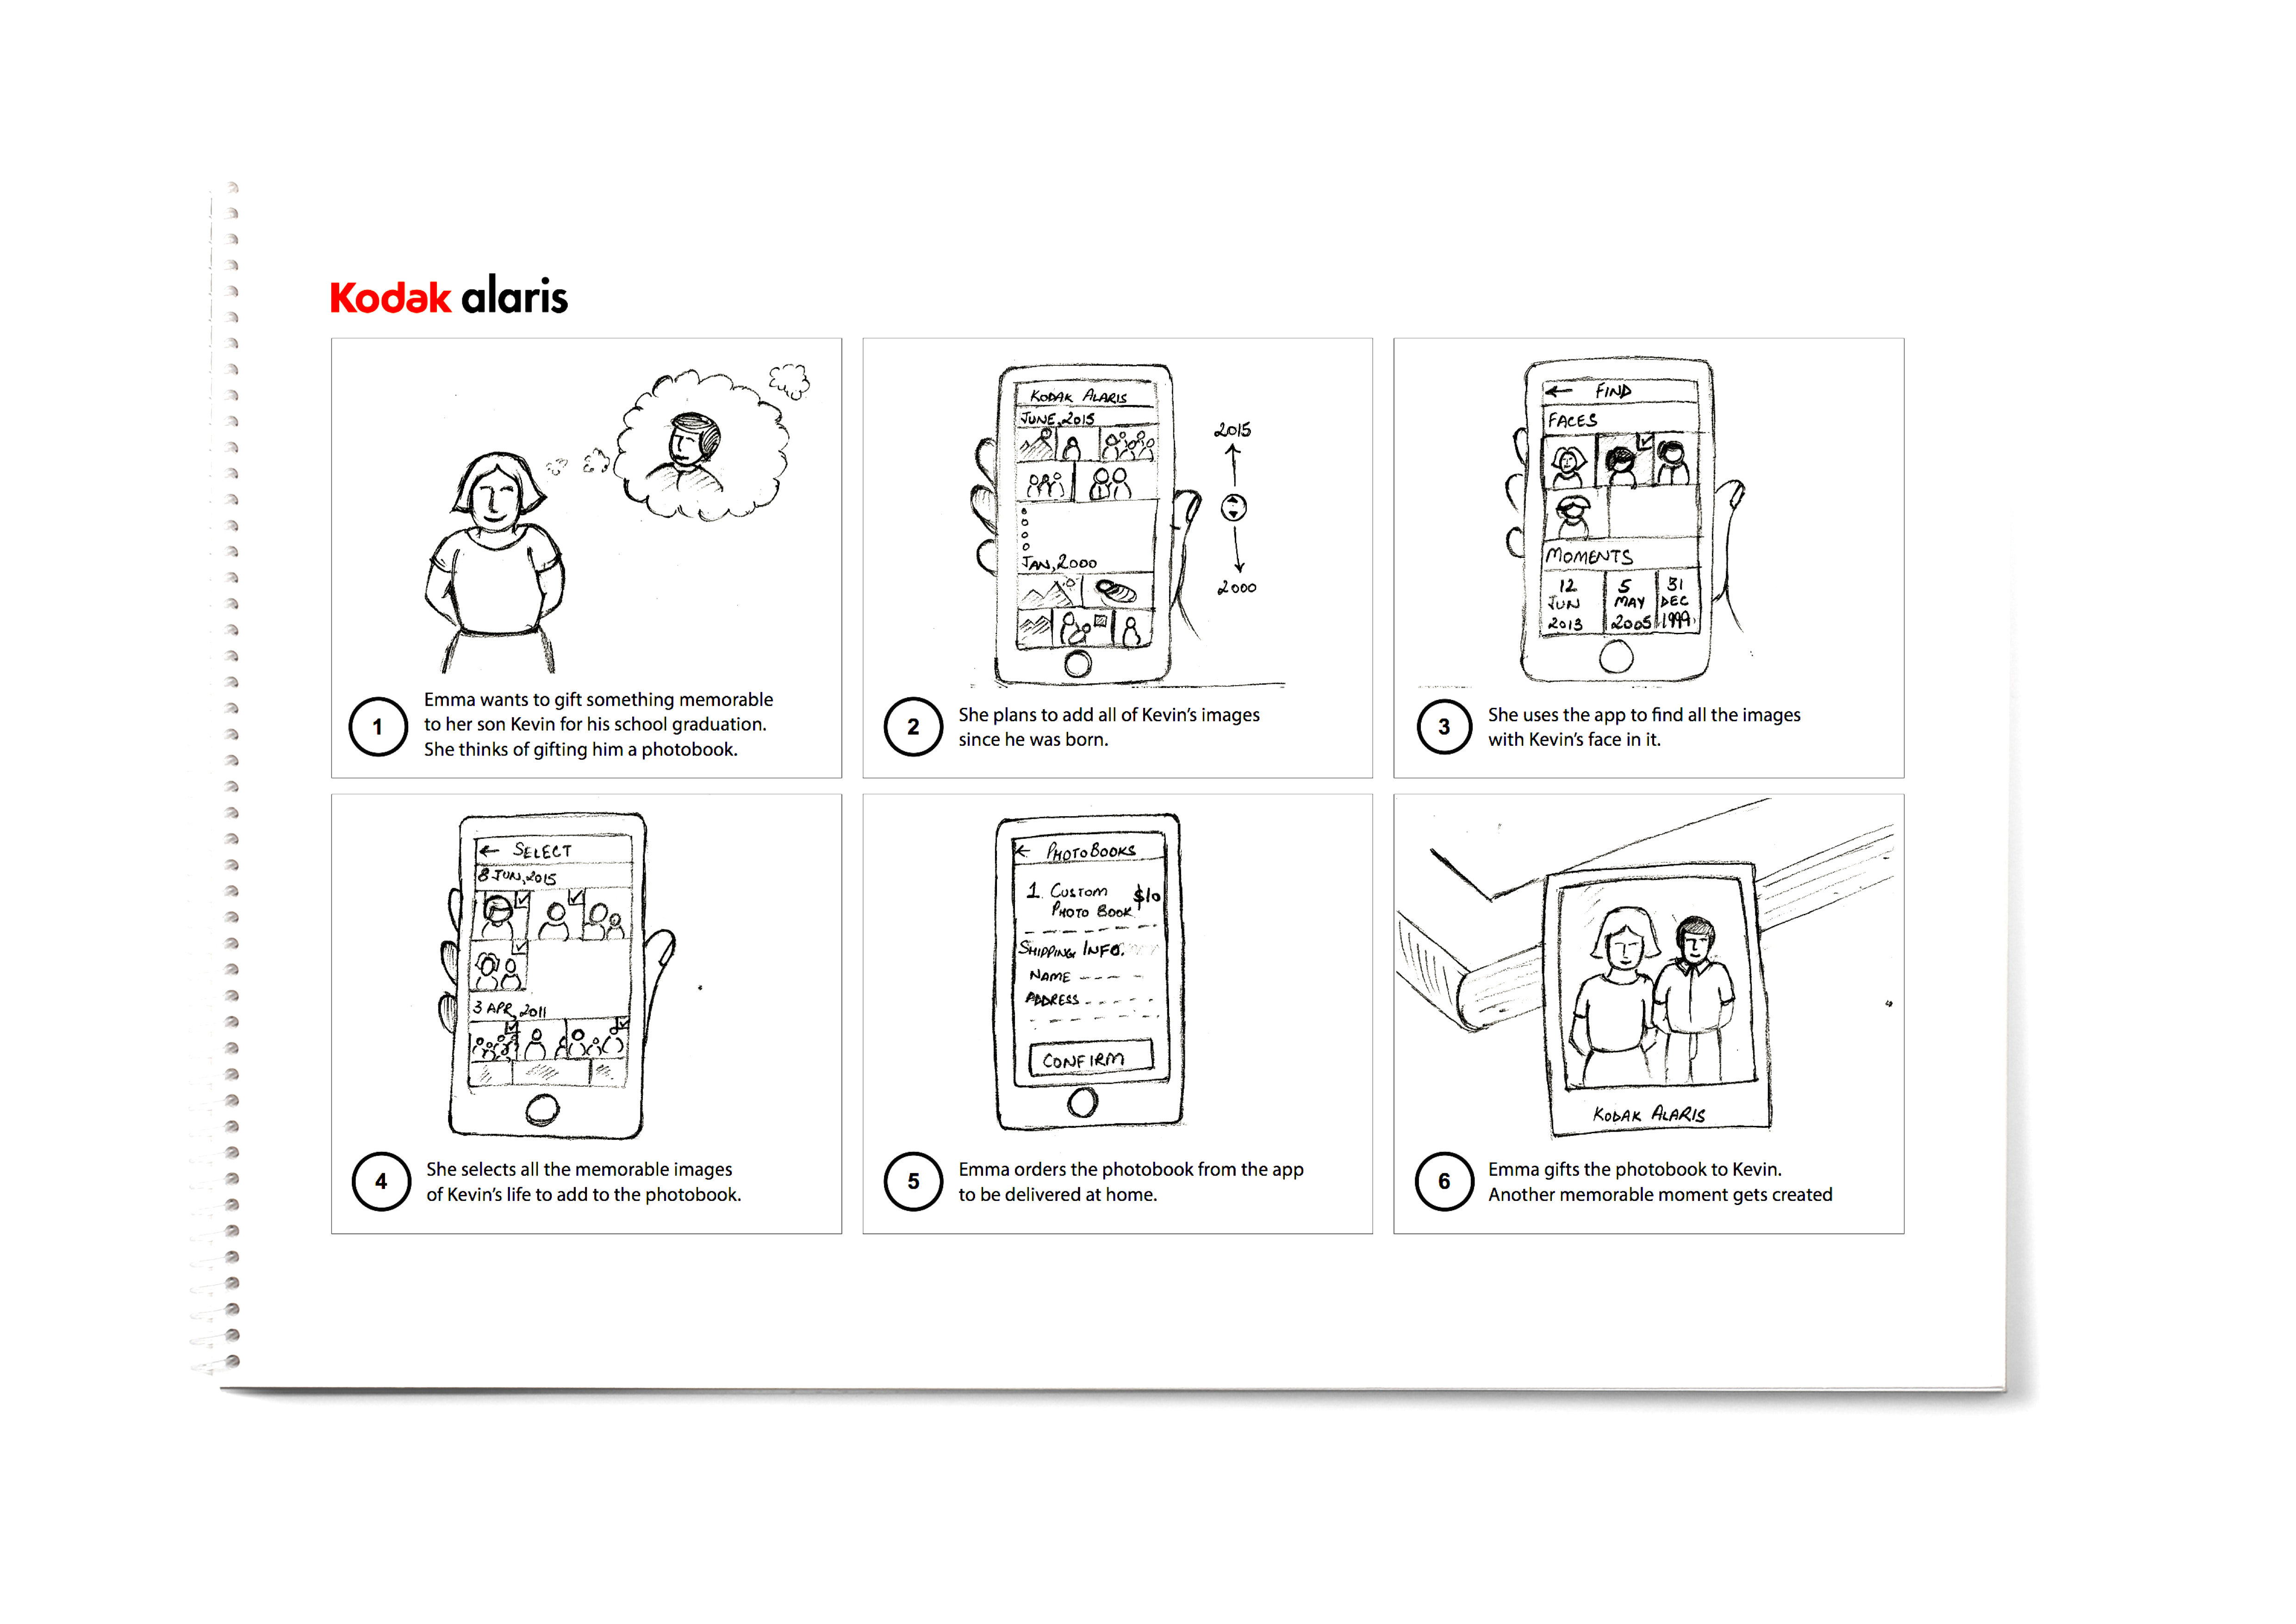 Kodak alaris
1
Emma wants to gift something memorable
to her son Kevin for his school graduation.
She thinks of gifting him a photobook.
KODAK ALARIS
JUNE, 2015
JAN, 2000
2015
2000
2
She plans to add all of Kevin's images
since he was born.
← FIND
FACES
MOMENTS
12 JUN 2013
5 MAY 2005
31 DEC 1999
3
She uses the app to find all the images
with Kevin's face in it.
← SELECT
8 JUN, 2015
3 APR, 2011
4
She selects all the memorable images
of Kevin's life to add to the photobook.
← PHOTOBOOKS
1. CUSTOM $10
PHOTO BOOK
SHIPPING INFO.
NAME
ADDRESS
CONFIRM
5
Emma orders the photobook from the app
to be delivered at home.
KODAK ALARIS
6
Emma gifts the photobook to Kevin.
Another memorable moment gets created